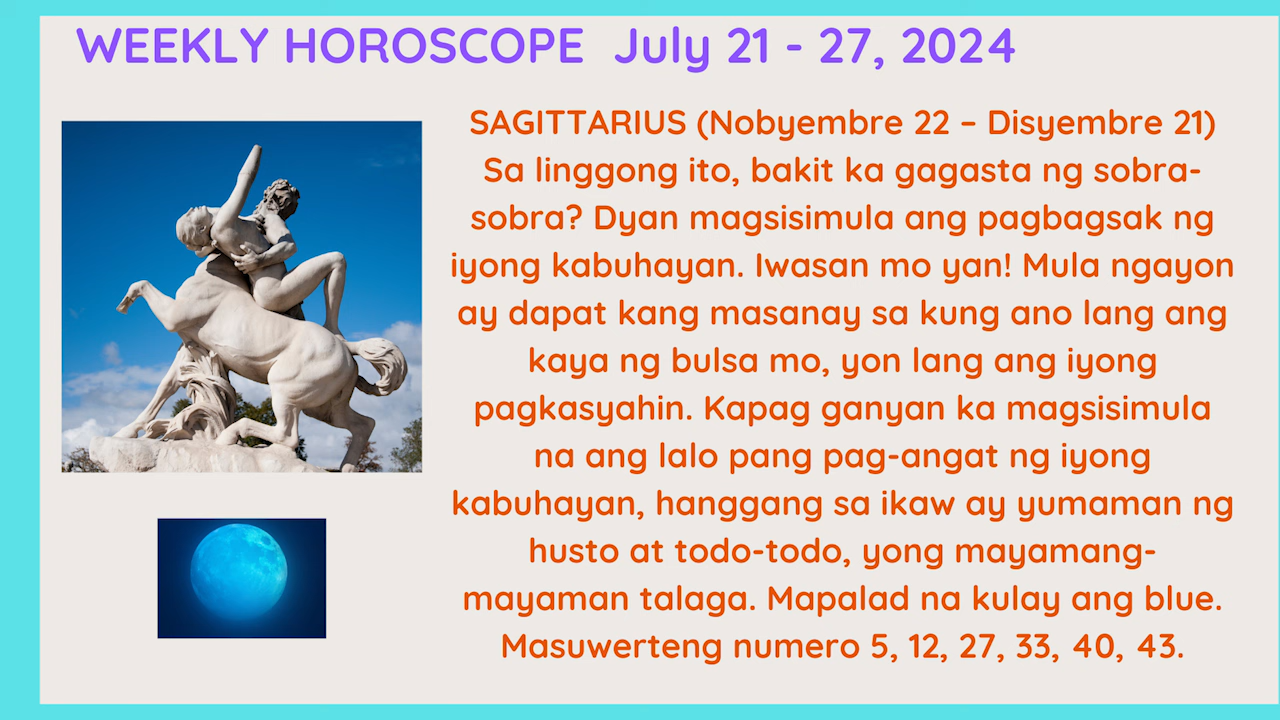 WEEKLY HOROSCOPE July 21 - 27, 2024
SAGITTARIUS (Nobyembre 22 – Disyembre 21)
Sa linggong ito, bakit ka gagasta ng sobra-
sobra? Dyan magsisimula ang pagbagsak ng
iyong kabuhayan. Iwasan mo yan! Mula ngayon
ay dapat kang masanay sa kung ano lang ang
kaya ng bulsa mo, yon lang ang iyong
pagkasyahin. Kapag ganyan ka magsisimula
na ang lalo pang pag-angat ng iyong
kabuhayan, hanggang sa ikaw ay yumaman ng
husto at todo-todo, yong mayamang-
mayaman talaga. Mapalad na kulay ang blue.
Masuwerteng numero 5, 12, 27, 33, 40, 43.